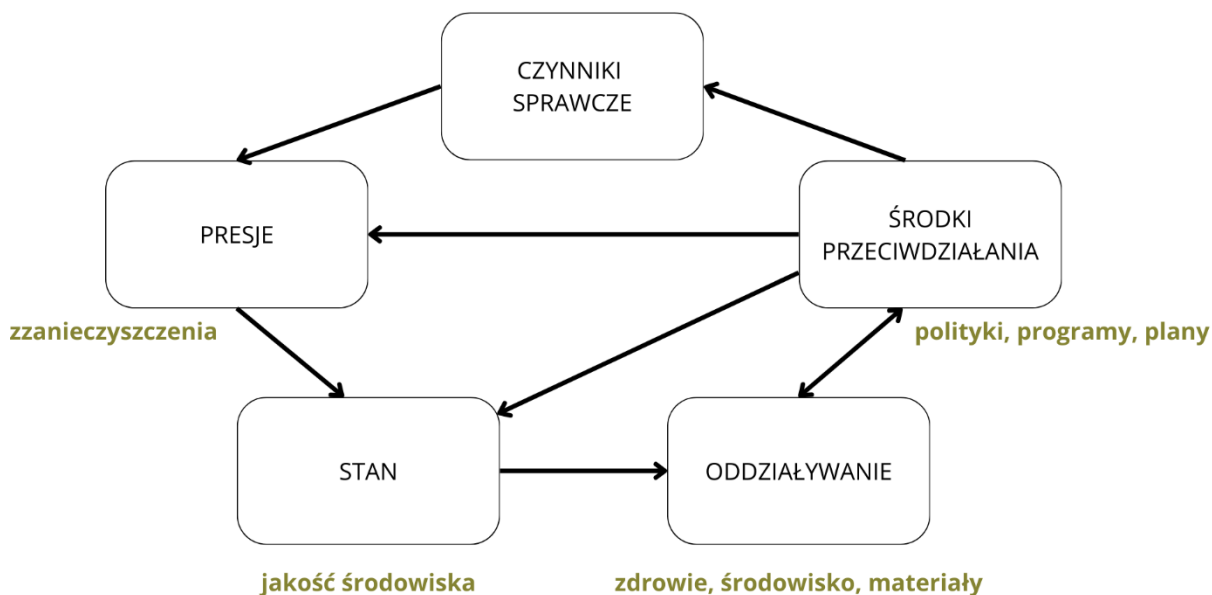 CZYNNIKI
SPRAWCZE
PRESJE
ŚRODKI
PRZECIWDZIAŁANIA
zzanieczyszczenia
polityki, programy, plany
STAN
ODDZIAŁYWANIE
jakość środowiska
zdrowie, środowisko, materiały